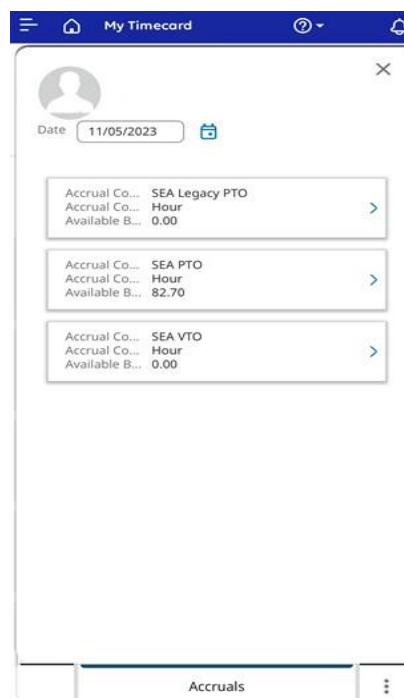 My Timecard
Date 11/05/2023
Accrual Co... SEA Legacy PTO
Accrual Co... Hour
Available B... 0.00
Accrual Co... SEA PTO
Accrual Co... Hour
Available B... 82.70
Accrual Co... SEA VTO
Accrual Co... Hour
Available B... 0.00
Accruals